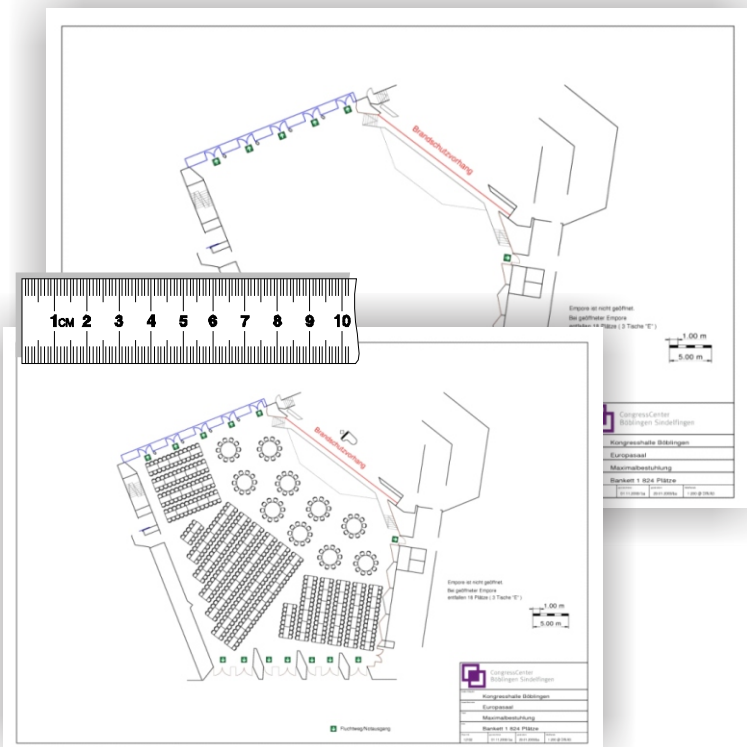 Brandschutzvorhang
Empore ist nicht geöffnet.
Bei geöffneter Empore
entfallen 18 Plätze ( 3 Tische "E" )
1.00 m
5.00 m
1CM 2 3 4 5 6 7 8 9 10
CongressCenter
Böblingen Sindelfingen
Kongresshalle Böblingen
Europasaal
Maximalbestuhlung
Bankett 1 624 Plätze
Brandschutzvorhang
Empore ist nicht geöffnet.
Bei geöffneter Empore
entfallen 18 Plätze ( 3 Tische "E" )
1.00 m
5.00 m
CongressCenter
Böblingen Sindelfingen
Kongresshalle Böblingen
Europasaal
Maximalbestuhlung
Bankett 1 624 Plätze
Fluchtweg/Notausgang